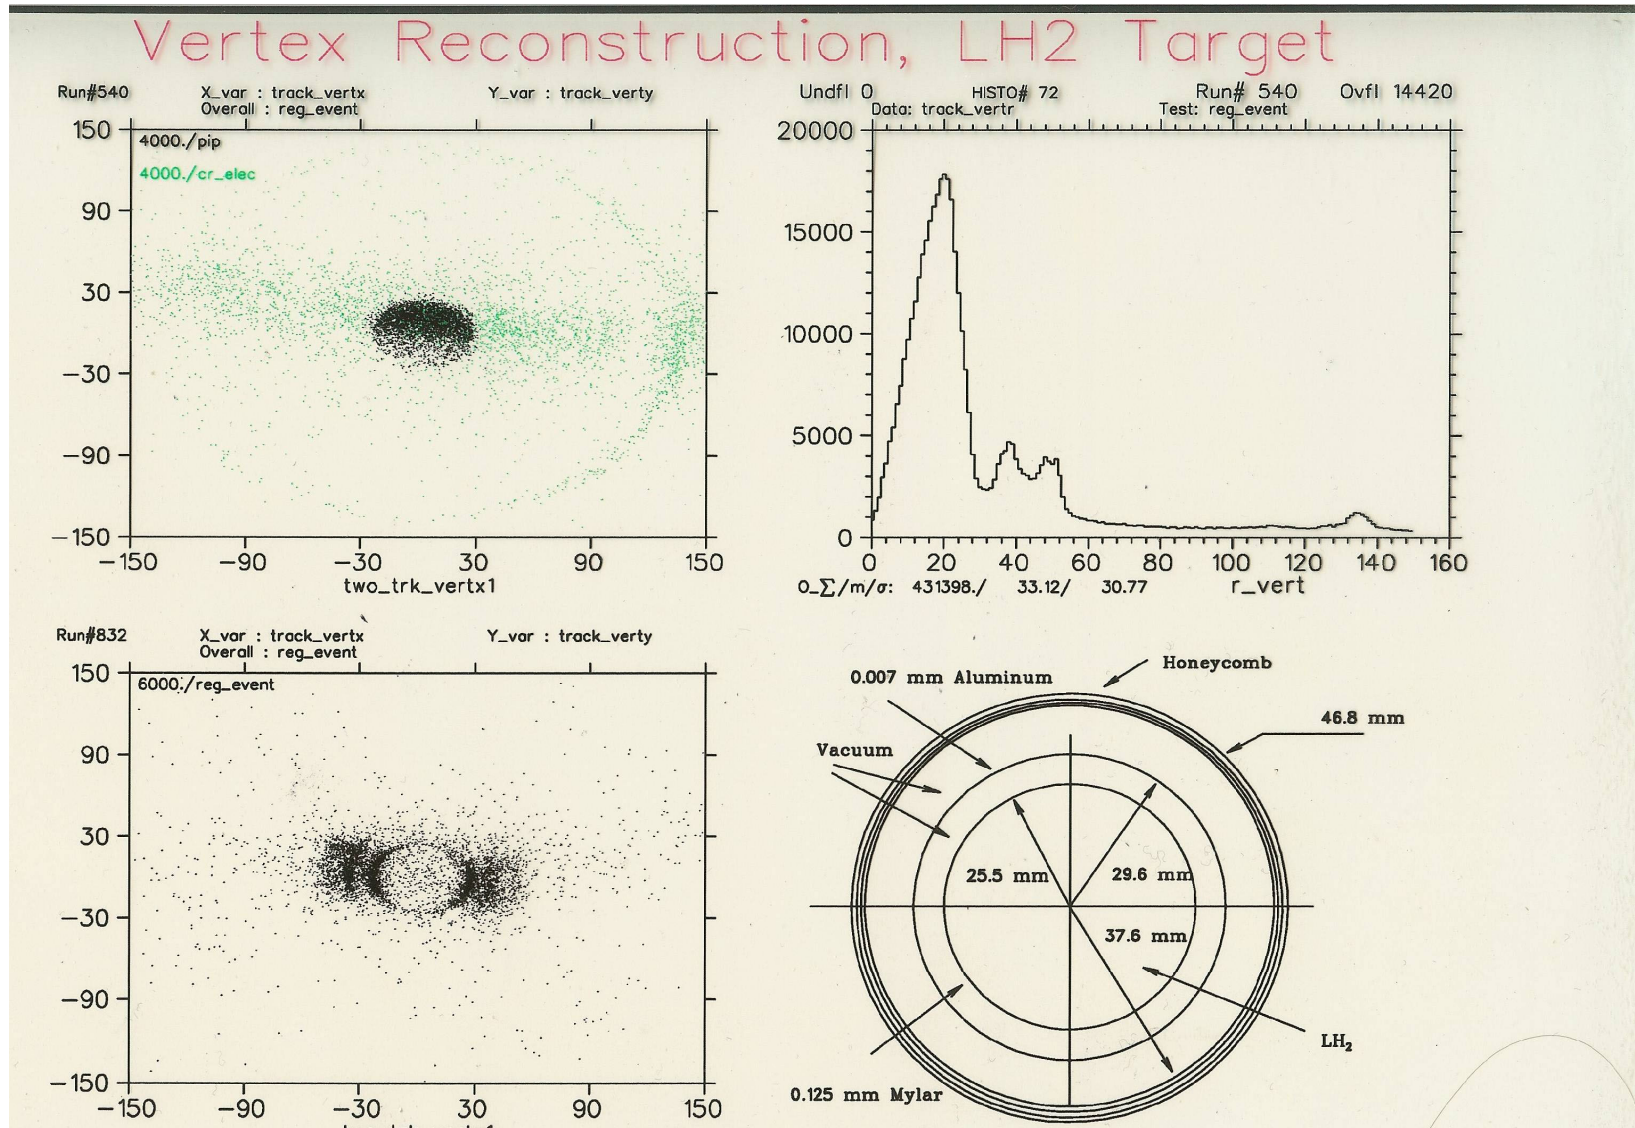 Vertex Reconstruction, LH2 Target
Run#540 X_var : track_vertx Y_var : track_verty
Overall : reg_event
4000./pip
4000./cr_elec
150
90
30
−30
−90
−150
−150 −90 −30 30 90 150
two_trk_vertx1
Undfl 0 HISTO# 72 Run# 540 Ovfl 14420
Data: track_vertr Test: reg_event
20000
15000
10000
5000
0
0 20 40 60 80 100 120 140 160
O_Σ/m/σ: 431398./ 33.12/ 30.77 r_vert
Run#832 X_var : track_vertx Y_var : track_verty
Overall : reg_event
6000./reg_event
150
90
30
−30
−90
−150
−150 −90 −30 30 90 150
Honeycomb
0.007 mm Aluminum
46.8 mm
Vacuum
25.5 mm
29.6 mm
37.6 mm
LH₂
0.125 mm Mylar